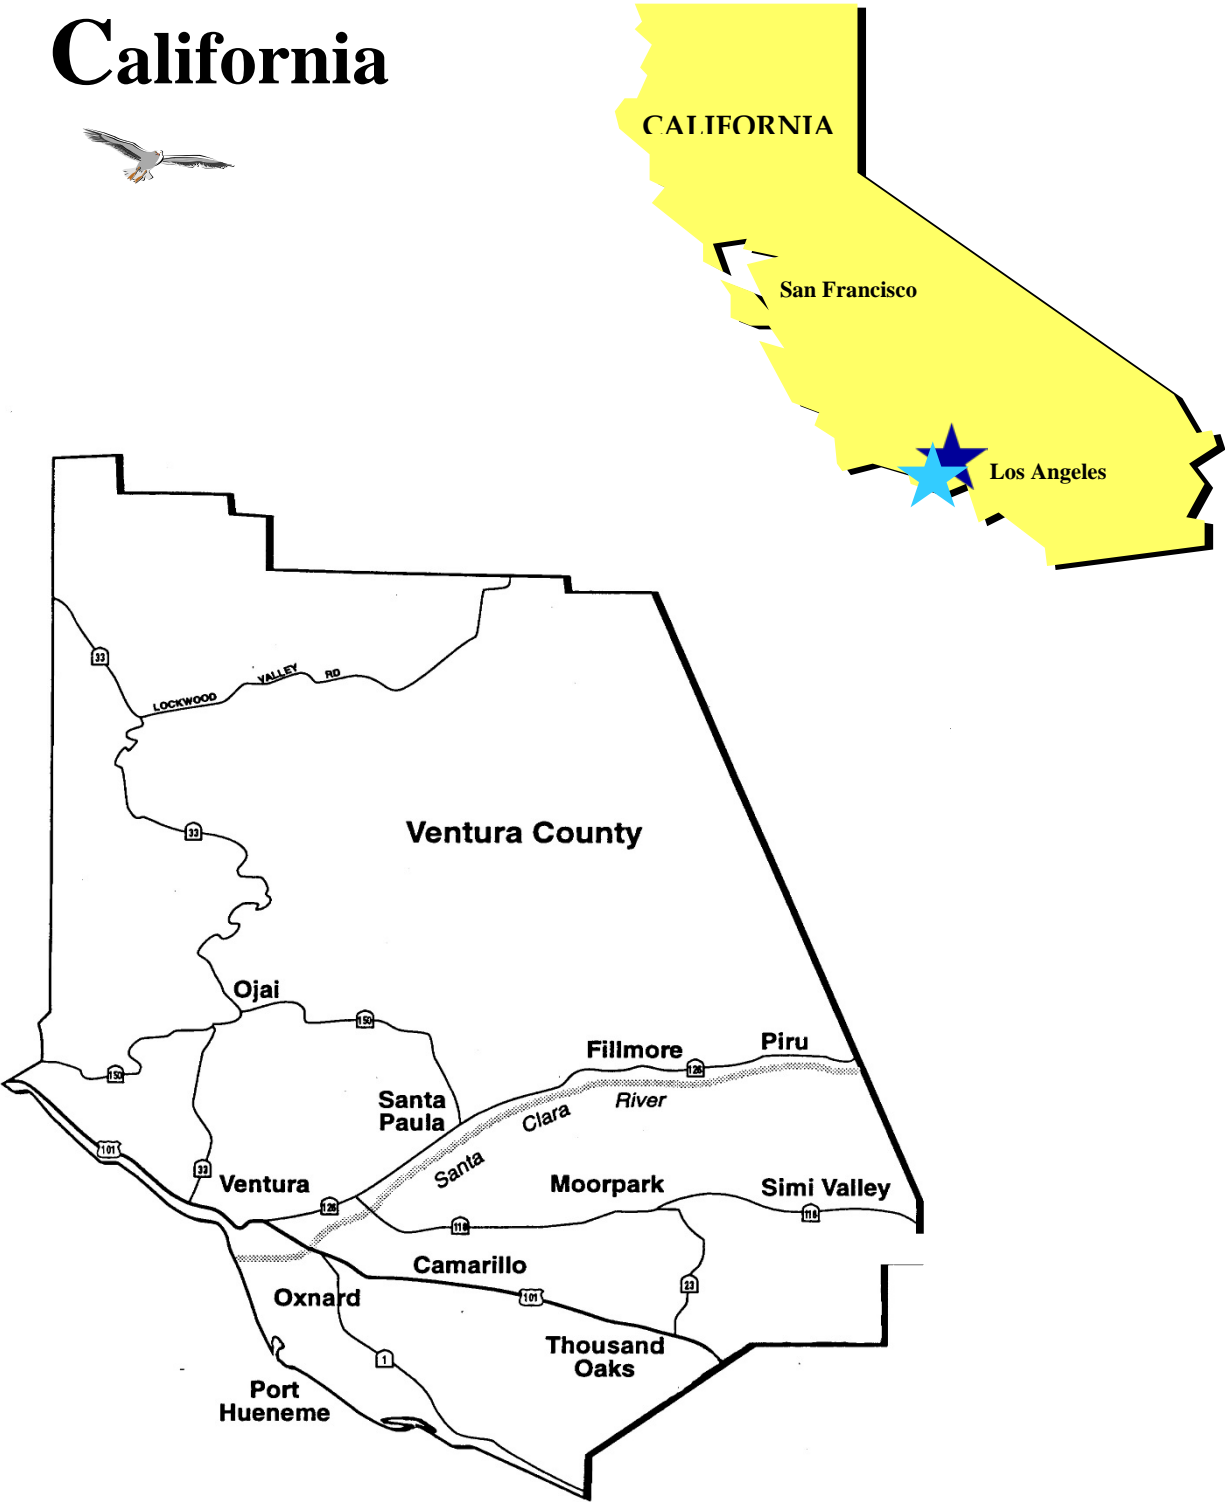 California
CALIFORNIA
San Francisco
Los Angeles
33
LOCKWOOD VALLEY RD
33
Ventura County
Ojai
150
150
Fillmore
Piru
126
Santa
Paula
Santa Clara River
101
33
Ventura
126
Moorpark
Simi Valley
118
118
Camarillo
23
Oxnard
101
Thousand
Oaks
1
Port
Hueneme